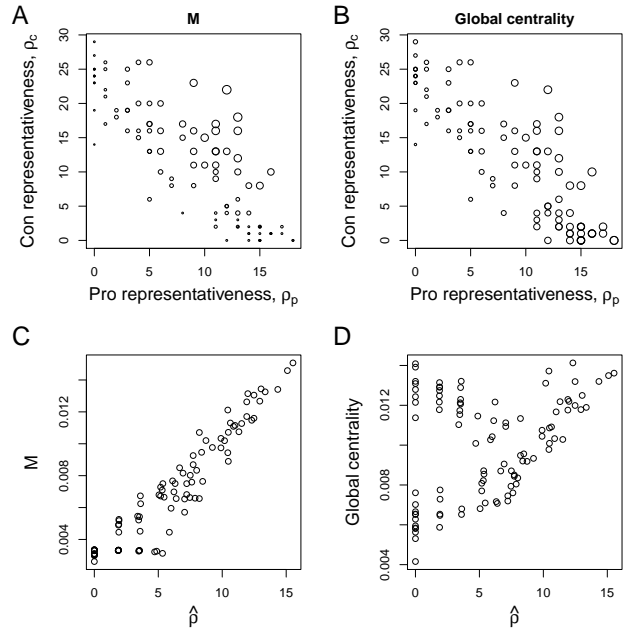 A
M
B
Global centrality
Con representativeness, ρc
0 5 10 15 20 25 30
0 5 10 15
Pro representativeness, ρp
Con representativeness, ρc
0 5 10 15 20 25 30
0 5 10 15
Pro representativeness, ρp
C
D
M
0.004 0.008 0.012
0 5 10 15
ρ̂
Global centrality
0.004 0.008 0.012
0 5 10 15
ρ̂